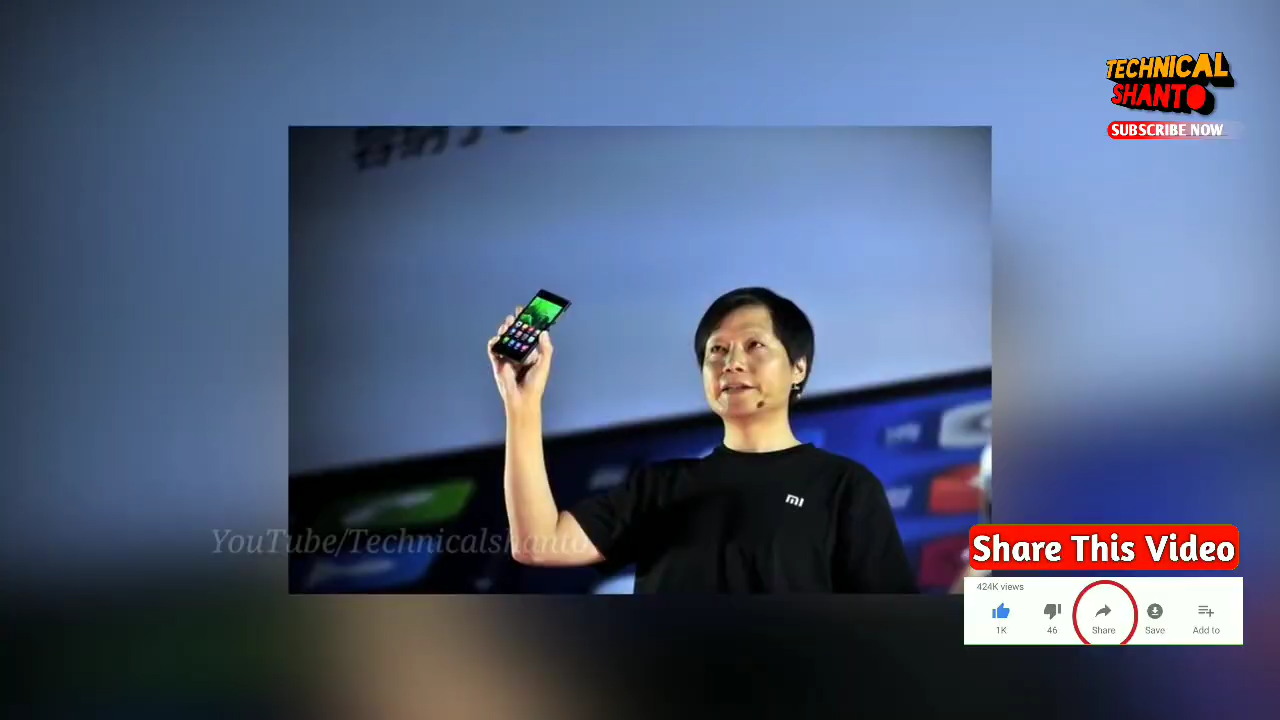 TECHNICAL
SHANTO
SUBSCRIBE NOW
mi
YouTube/Technicalshanto
Share This Video
424K views
1K
46
Share
Save
Add to